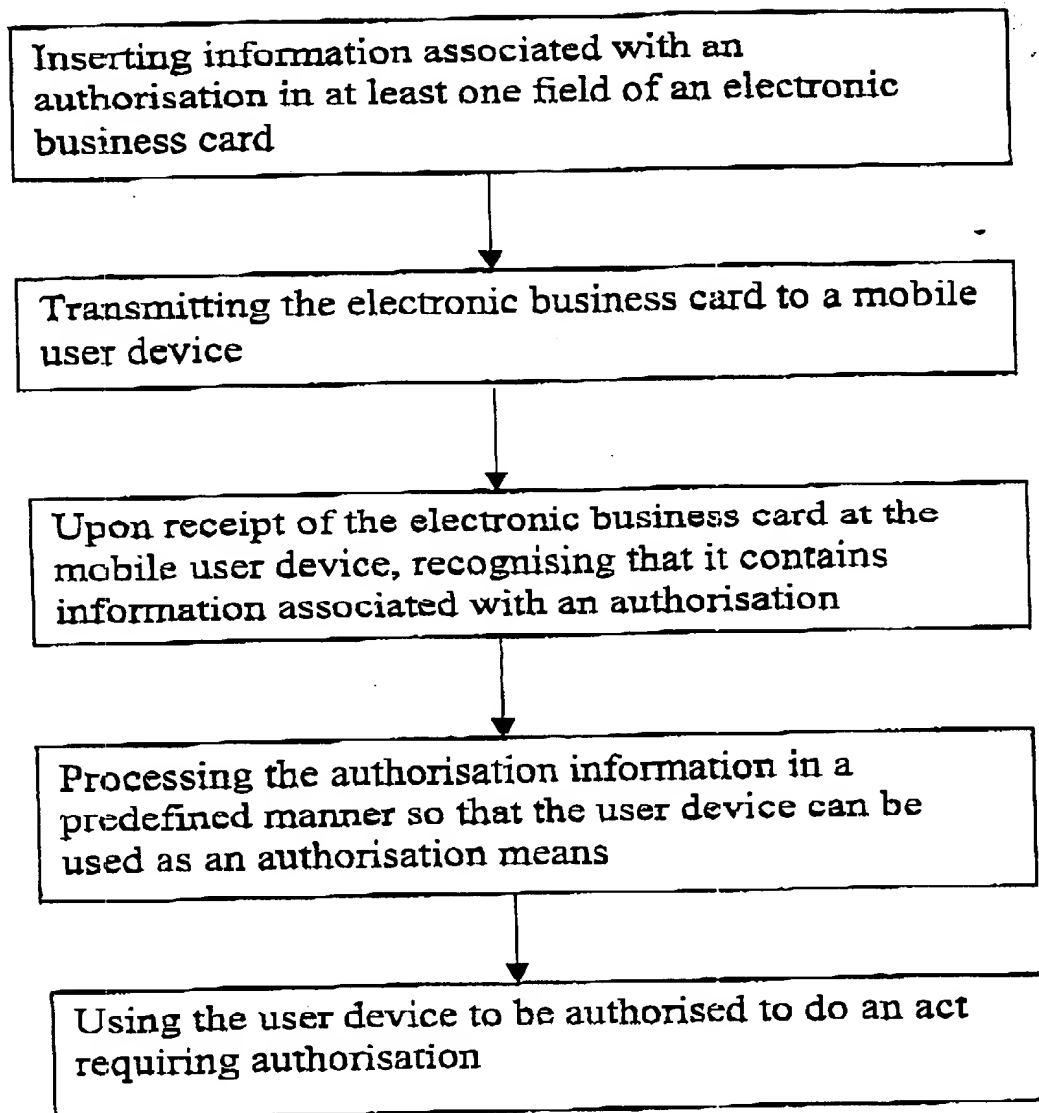 Inserting information associated with an
authorisation in at least one field of an electronic
business card
Transmitting the electronic business card to a mobile
user device
Upon receipt of the electronic business card at the
mobile user device, recognising that it contains
information associated with an authorisation
Processing the authorisation information in a
predefined manner so that the user device can be
used as an authorisation means
Using the user device to be authorised to do an act
requiring authorisation